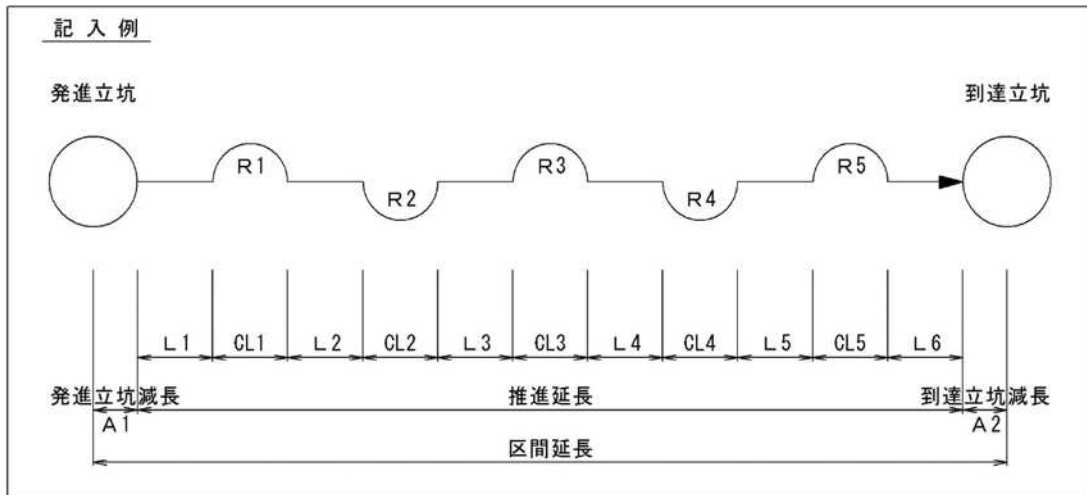 記入例
発進立坑 到達立坑
R1 R2 R3 R4 R5
L1 CL1 L2 CL2 L3 CL3 L4 CL4 L5 CL5 L6
発進立坑減長 推進延長 到達立坑減長
A1 A2
区間延長